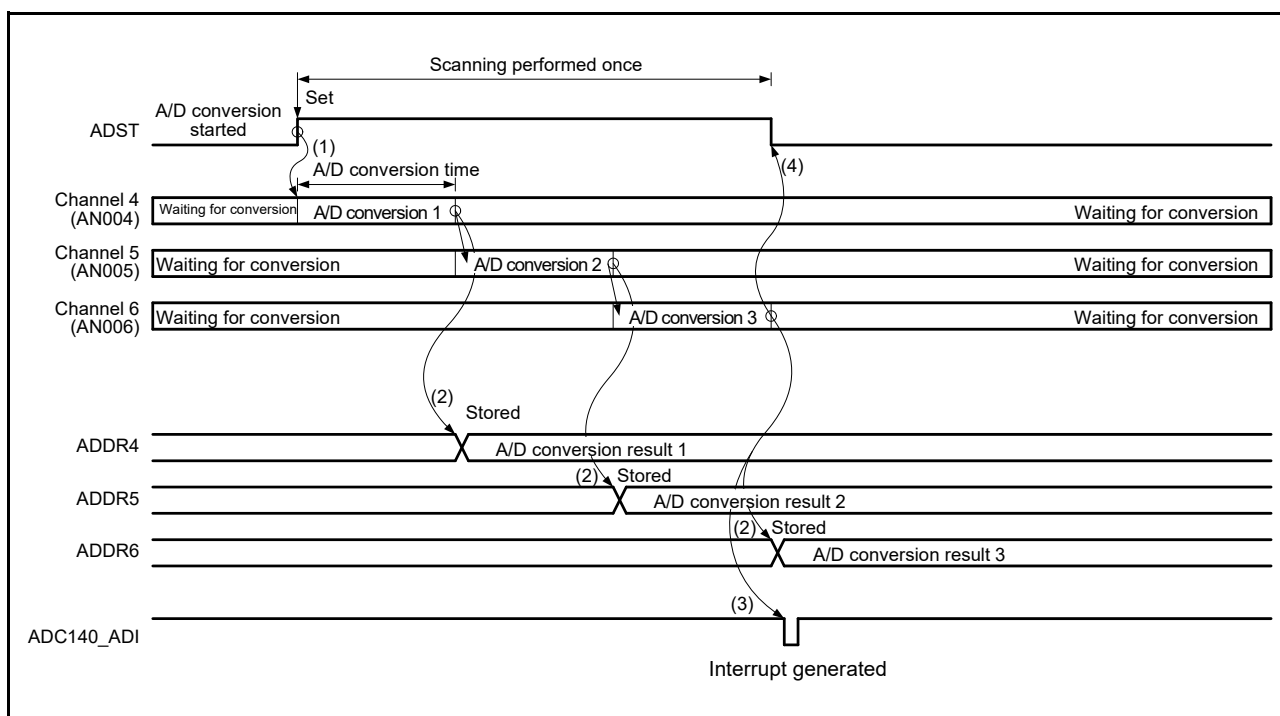 Scanning performed once
Set
A/D conversion
started
ADST
(1)
(4)
A/D conversion time
Channel 4
(AN004)
Waiting for conversion
A/D conversion 1
Waiting for conversion
Channel 5
(AN005)
Waiting for conversion
A/D conversion 2
Waiting for conversion
Channel 6
(AN006)
Waiting for conversion
A/D conversion 3
Waiting for conversion
(2)
Stored
ADDR4
A/D conversion result 1
(2)
Stored
ADDR5
A/D conversion result 2
(2)
Stored
ADDR6
A/D conversion result 3
(3)
ADC140_ADI
Interrupt generated